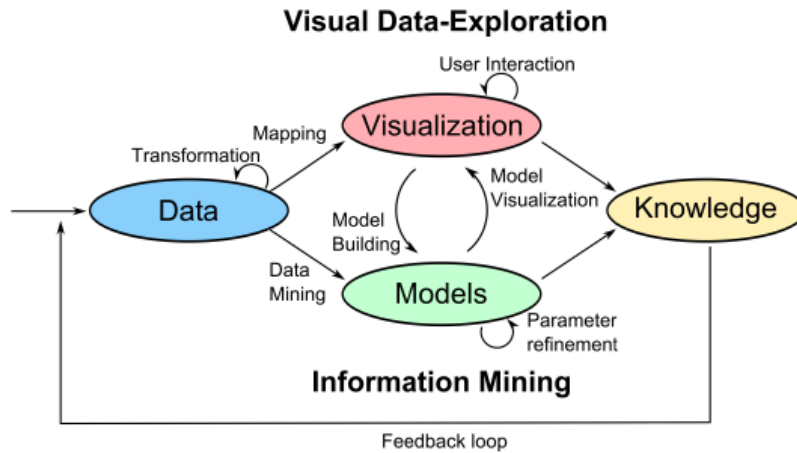 Visual Data-Exploration
User Interaction
Visualization
Mapping
Transformation
Data
Model
Building
Model
Visualization
Knowledge
Data
Mining
Models
Parameter
refinement
Information Mining
Feedback loop